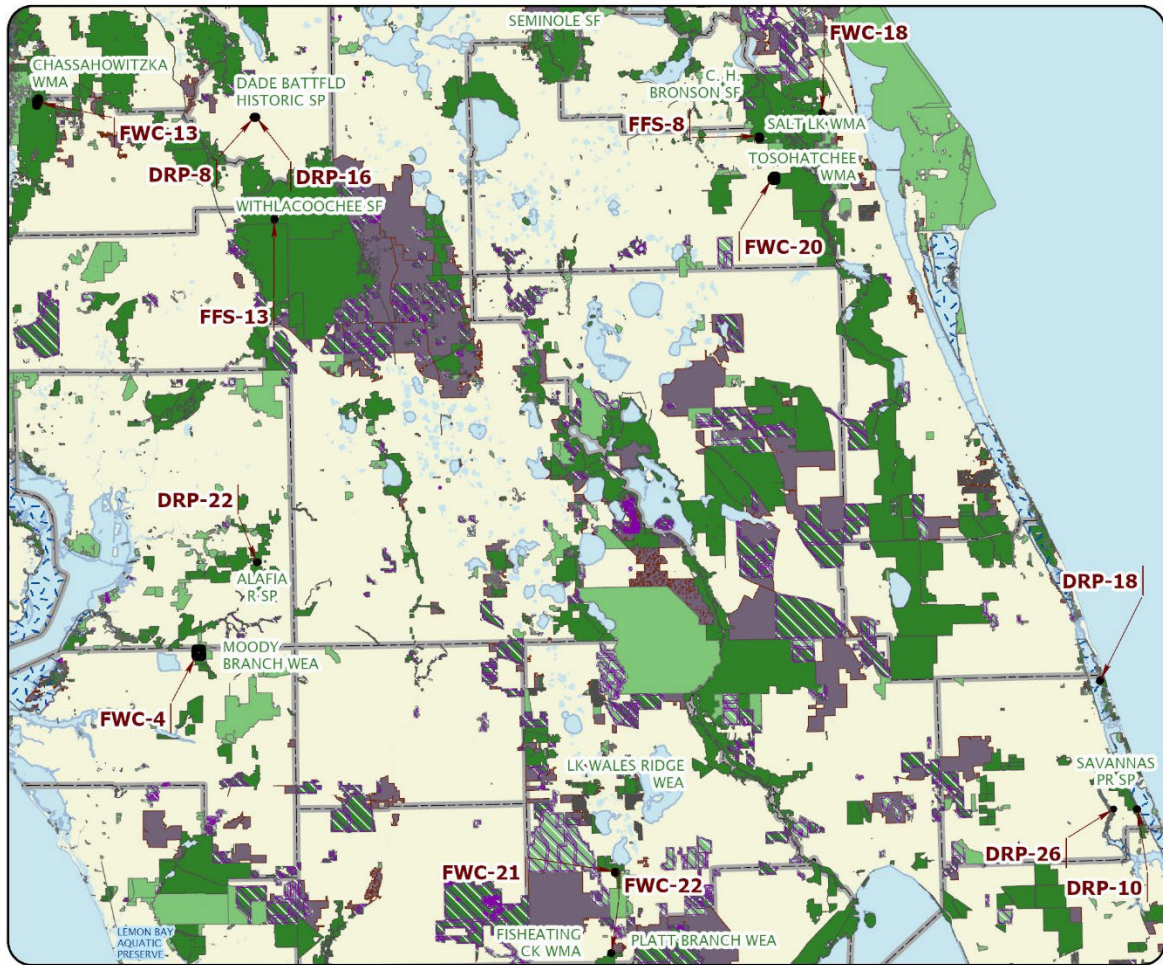 SEMINOLE SF
FWC-18
CHASSAHOWITZKA
WMA
DADE BATTFLD
HISTORIC SP
C. H.
BRONSON SF
FWC-13
FFS-8
SALT LK WMA
DRP-8
DRP-16
TOSOHATCHEE
WMA
WITHLACOOCHEE SF
FWC-20
FFS-13
DRP-22
ALAFIA
R SP
DRP-18
MOODY
BRANCH WEA
FWC-4
LK WALES RIDGE
WEA
SAVANNAS
PR SP
DRP-26
FWC-21
FWC-22
DRP-10
LEMON BAY
AQUATIC
PRESERVE
FISHEATING
CK WMA
PLATT BRANCH WEA